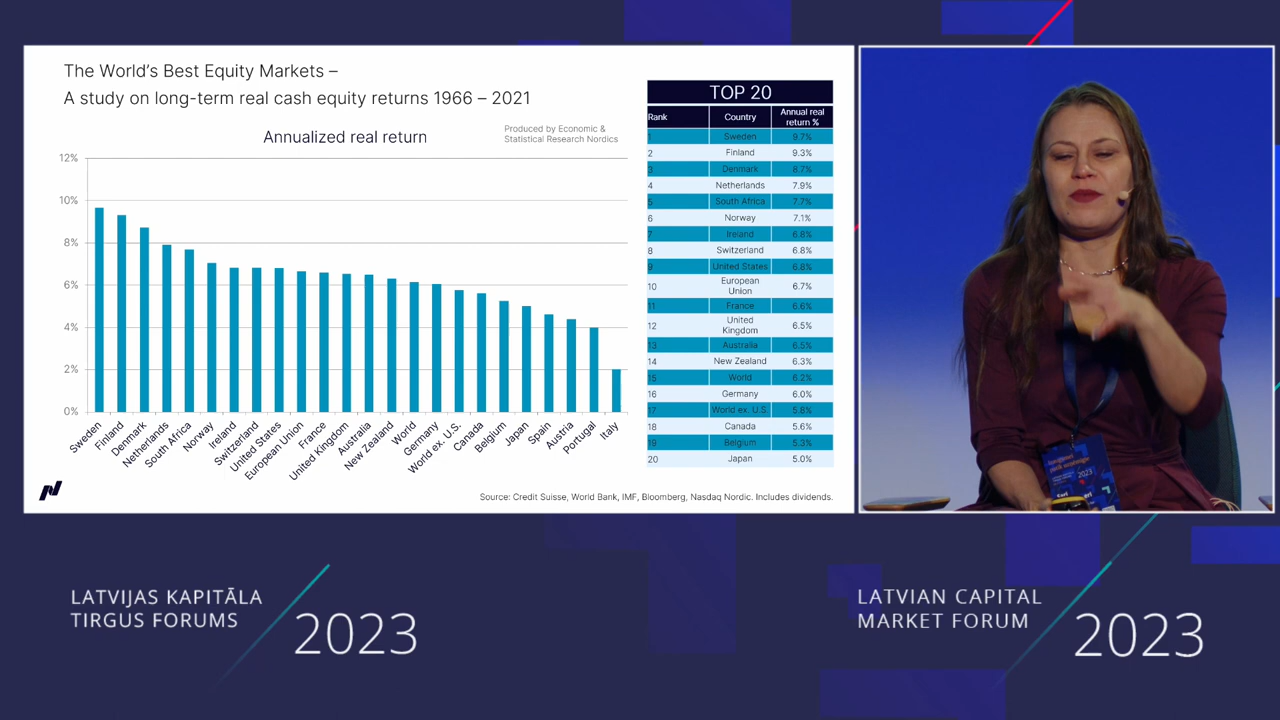 The World's Best Equity Markets –
A study on long-term real cash equity returns 1966 – 2021
Annualized real return
Produced by Economic &
Statistical Research Nordics
12%
10%
8%
6%
4%
2%
0%
Sweden
Finland
Denmark
Netherlands
South Africa
Norway
Ireland
Switzerland
United States
European Union
France
United Kingdom
Australia
New Zealand
World
Germany
World ex. U.S.
Canada
Belgium
Japan
Spain
Austria
Portugal
Italy
TOP 20
Rank Country Annual real
return %
1 Sweden 9.7%
2 Finland 9.3%
3 Denmark 8.7%
4 Netherlands 7.9%
5 South Africa 7.7%
6 Norway 7.1%
7 Ireland 6.8%
8 Switzerland 6.8%
9 United States 6.8%
10 European
Union 6.7%
11 France 6.6%
12 United
Kingdom 6.5%
13 Australia 6.5%
14 New Zealand 6.3%
15 World 6.2%
16 Germany 6.0%
17 World ex. U.S. 5.8%
18 Canada 5.6%
19 Belgium 5.3%
20 Japan 5.0%
Source: Credit Suisse, World Bank, IMF, Bloomberg, Nasdaq Nordic. Includes dividends.
2023
LATVIJAS KAPITĀLA
TIRGUS FORUMS
2023
LATVIAN CAPITAL
MARKET FORUM
2023